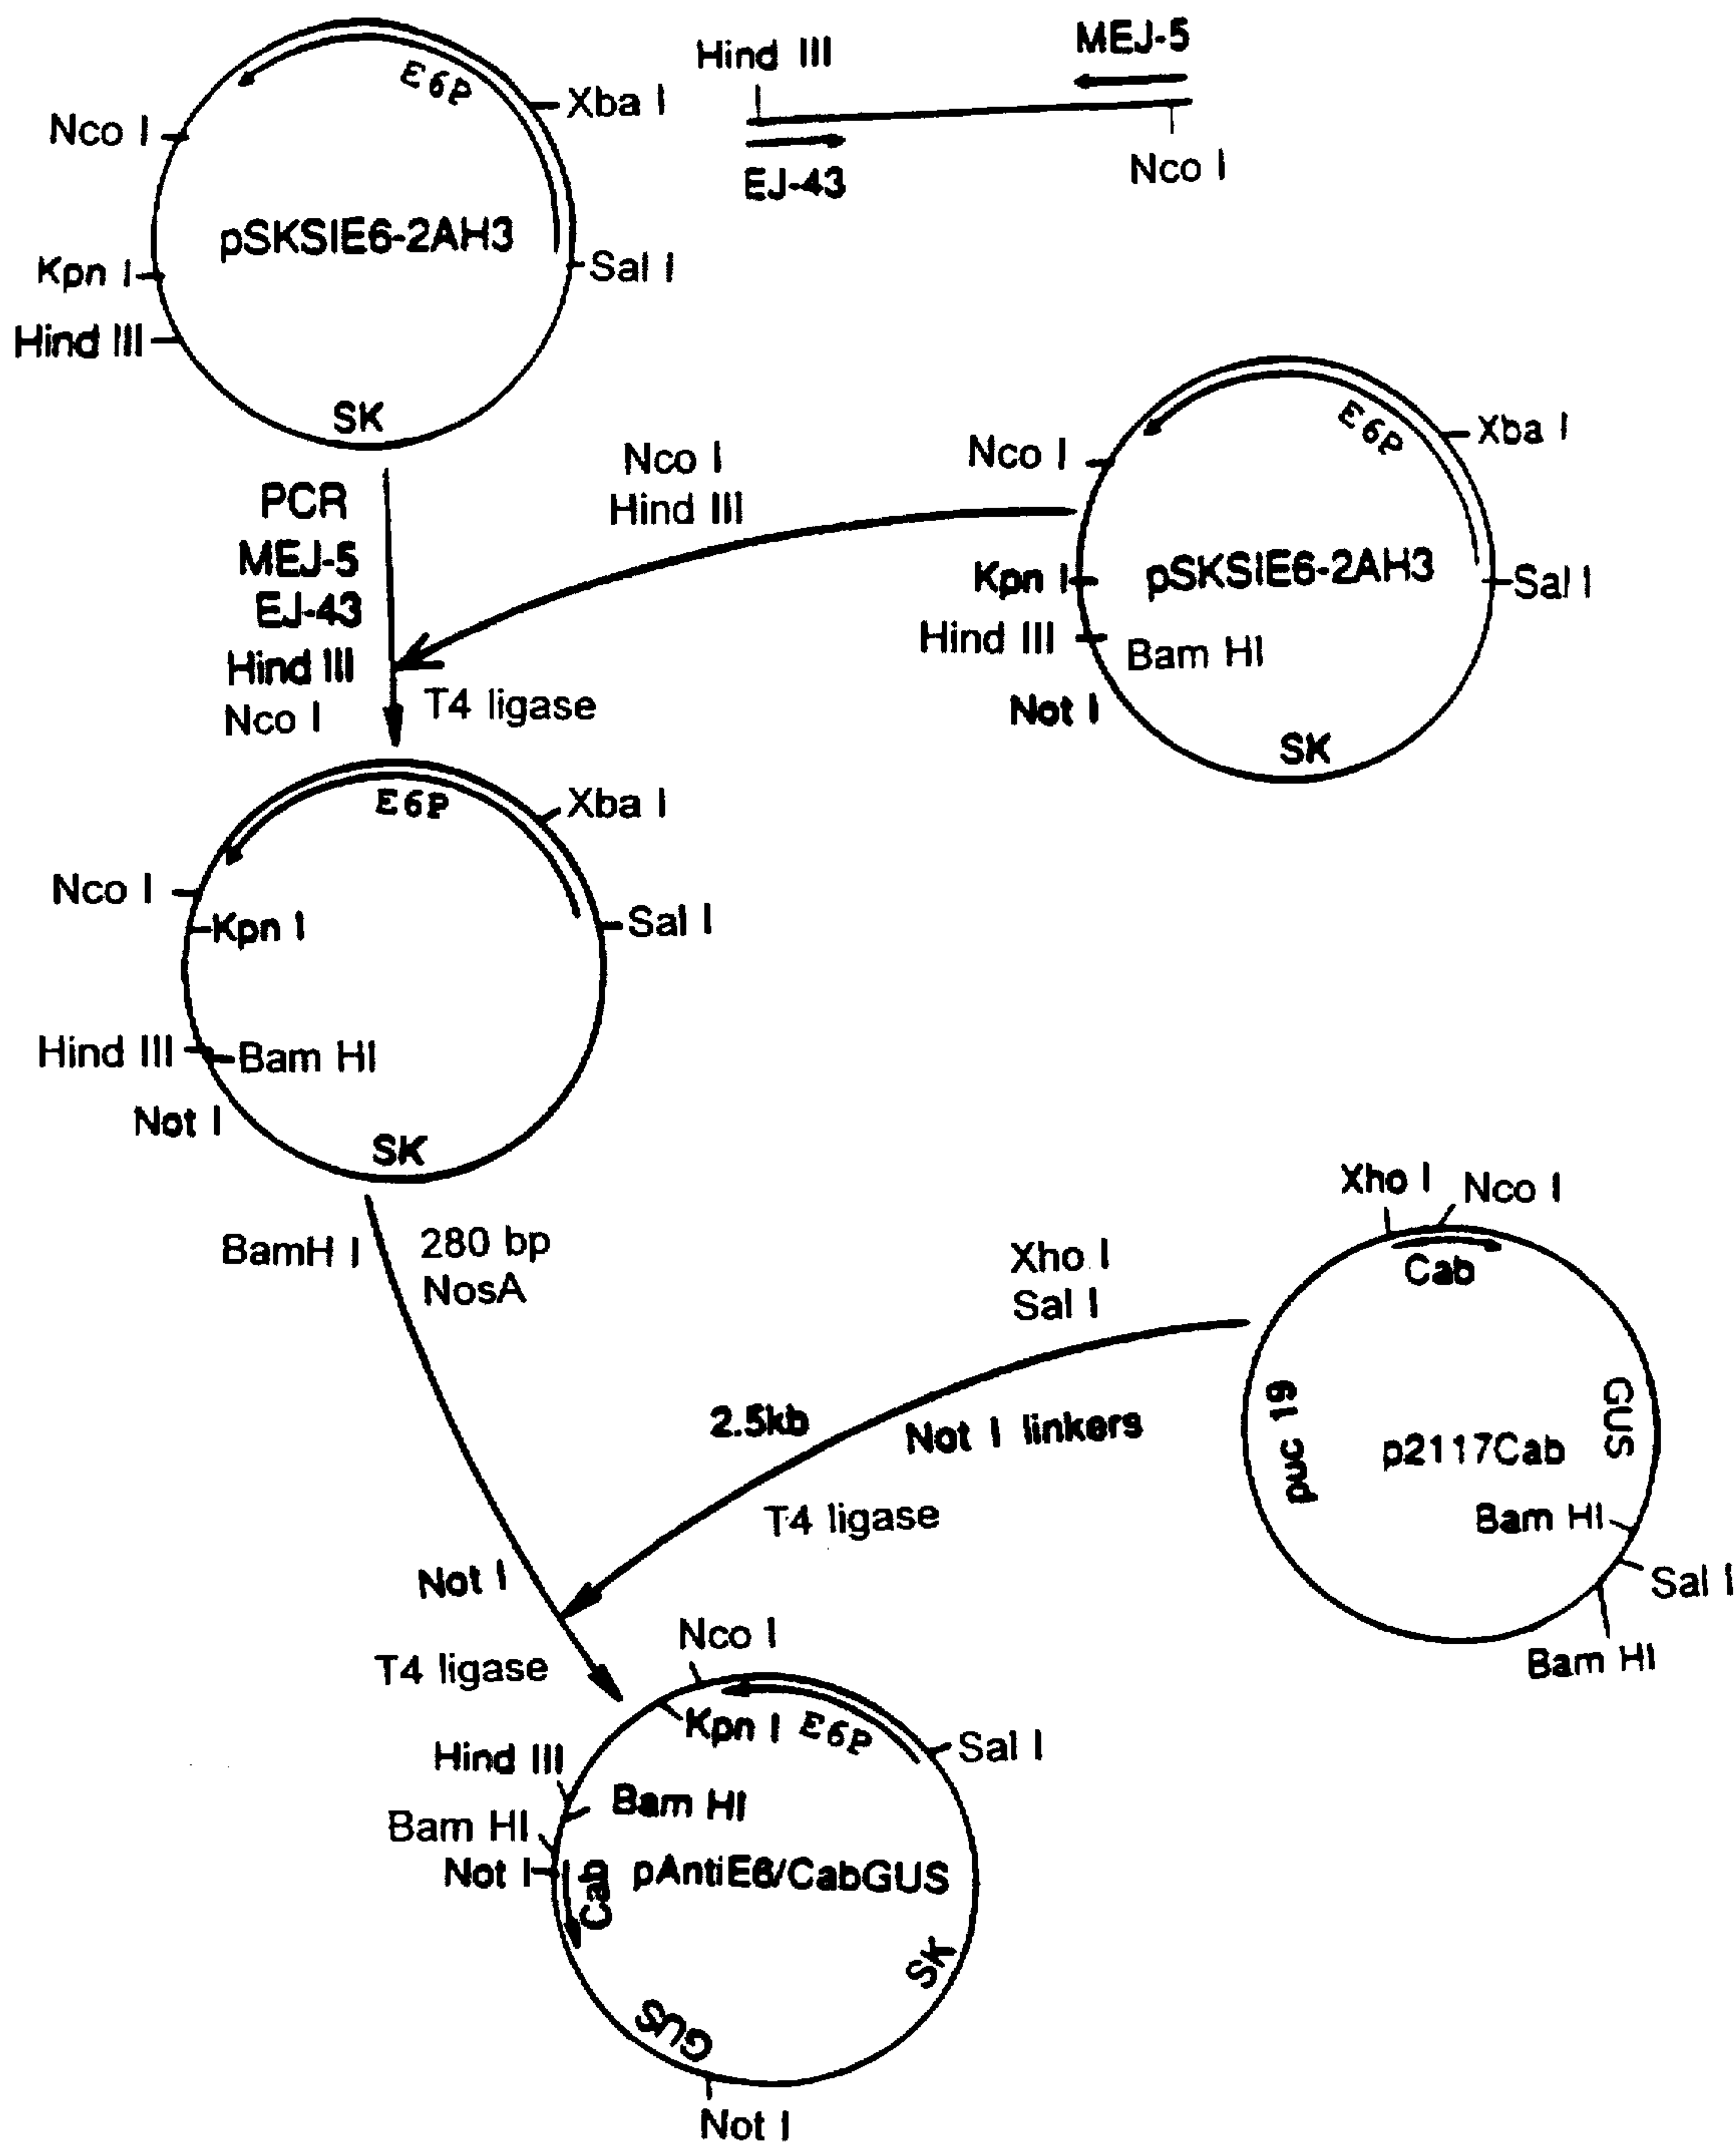 Hind III
MEJ-5
E6P
Xba I
Nco I
EJ-43
Nco I
pSKSIE6-2AH3
Kpn I
Sal I
Hind III
SK
Nco I
Hind III
Nco I
E6P
Xba I
PCR
MEJ-5
EJ-43
Hind III
Nco I
T4 ligase
Kpn I
pSKSIE6-2AH3
Sal I
Hind III
Bam HI
Not I
SK
E6P
Xba I
Nco I
Kpn I
Sal I
Hind III
Bam HI
Not I
SK
BamH I
280 bp
NosA
Xho I
Sal I
Xho I
Nco I
Cab
puc 19
GUS
p2117Cab
Bam HI
Sal I
Bam HI
2.5kb
Not I linkers
T4 ligase
Not I
T4 ligase
Nco I
Kpn I
E6P
Sal I
Hind III
Bam HI
Bam HI
Not I
Cab
pAntiE6/CabGUS
SK
GUS
Not I